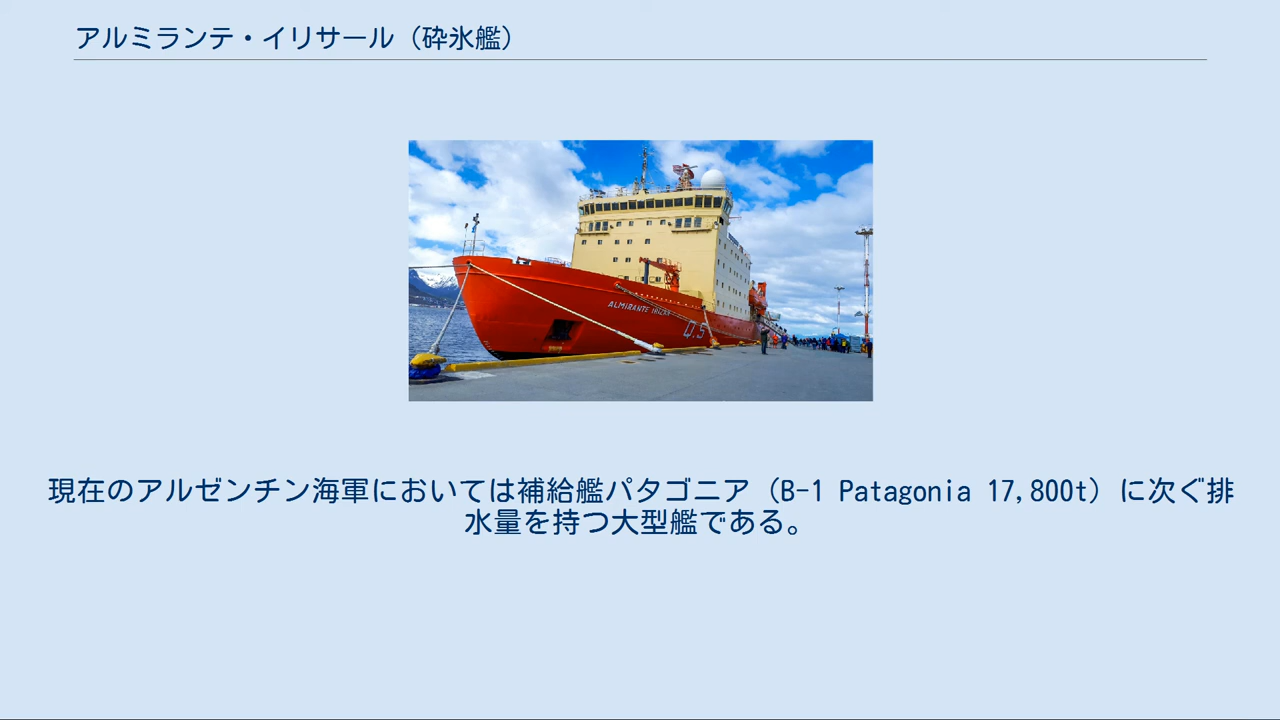 アルミランテ・イリサール（砕氷艦）
ALMIRANTE IRIZAR
Q-5
現在のアルゼンチン海軍においては補給艦パタゴニア（B-1 Patagonia 17,800t）に次ぐ排
水量を持つ大型艦である。